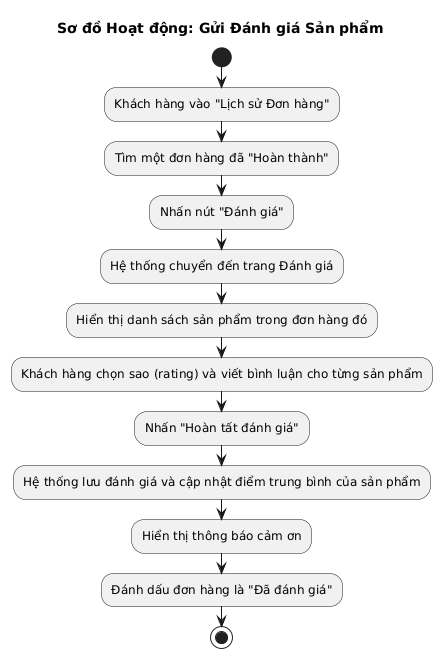 Sơ đồ Hoạt động: Gửi Đánh giá Sản phẩm
Khách hàng vào "Lịch sử Đơn hàng"
Tìm một đơn hàng đã "Hoàn thành"
Nhấn nút "Đánh giá"
Hệ thống chuyển đến trang Đánh giá
Hiển thị danh sách sản phẩm trong đơn hàng đó
Khách hàng chọn sao (rating) và viết bình luận cho từng sản phẩm
Nhấn "Hoàn tất đánh giá"
Hệ thống lưu đánh giá và cập nhật điểm trung bình của sản phẩm
Hiển thị thông báo cảm ơn
Đánh dấu đơn hàng là "Đã đánh giá"